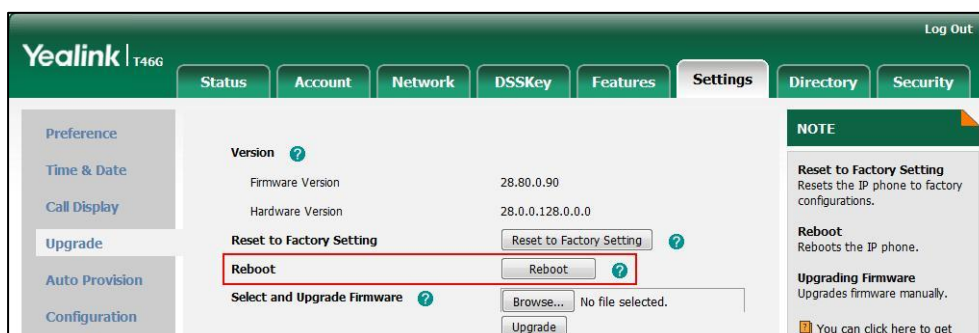 Log Out
Yealink T46G
Status Account Network DSSKey Features Settings Directory Security
Preference
Time & Date
Call Display
Upgrade
Auto Provision
Configuration
Version ?
Firmware Version 28.80.0.90
Hardware Version 28.0.0.128.0.0.0
Reset to Factory Setting Reset to Factory Setting ?
Reboot Reboot ?
Select and Upgrade Firmware ? Browse... No file selected.
Upgrade
NOTE
Reset to Factory Setting
Resets the IP phone to factory
configurations.
Reboot
Reboots the IP phone.
Upgrading Firmware
Upgrades firmware manually.
? You can click here to get